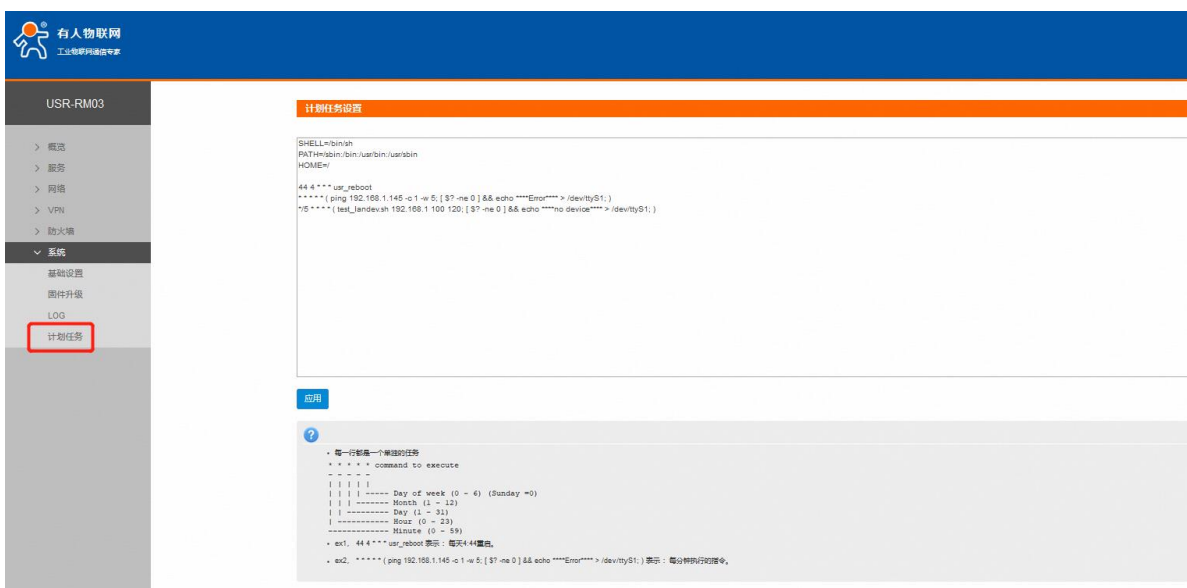 有人物联网
工业物联网通信专家
USR-RM03
> 概览
> 服务
> 网络
> VPN
> 防火墙
系统
基础设置
固件升级
LOG
计划任务
计划任务设置
SHELL=/bin/sh
PATH=/sbin:/bin:/usr/bin:/usr/sbin
HOME=/
44 4 * * * usr_reboot
* * * * * ( ping 192.168.1.145 -c 1 -w 5; [ $? -ne 0 ] && echo ****Error**** > /dev/ttyS1; )
*/5 * * * * ( test_landev.sh 192.168.1 100 120; [ $? -ne 0 ] && echo ****no device**** > /dev/ttyS1; )
应用
?
• 每一行都是一个单独的任务
* * * * * command to execute
- - - - -
| | | | |
| | | | ----- Day of week (0 - 6) (Sunday =0)
| | | ------- Month (1 - 12)
| | --------- Day (1 - 31)
| ----------- Hour (0 - 23)
------------- Minute (0 - 59)
• ex1, 44 4 * * * usr_reboot 表示: 每天4:44重启。
• ex2, * * * * * ( ping 192.168.1.145 -c 1 -w 5; [ $? -ne 0 ] && echo ****Error**** > /dev/ttyS1; ) 表示: 每分钟执行的指令。